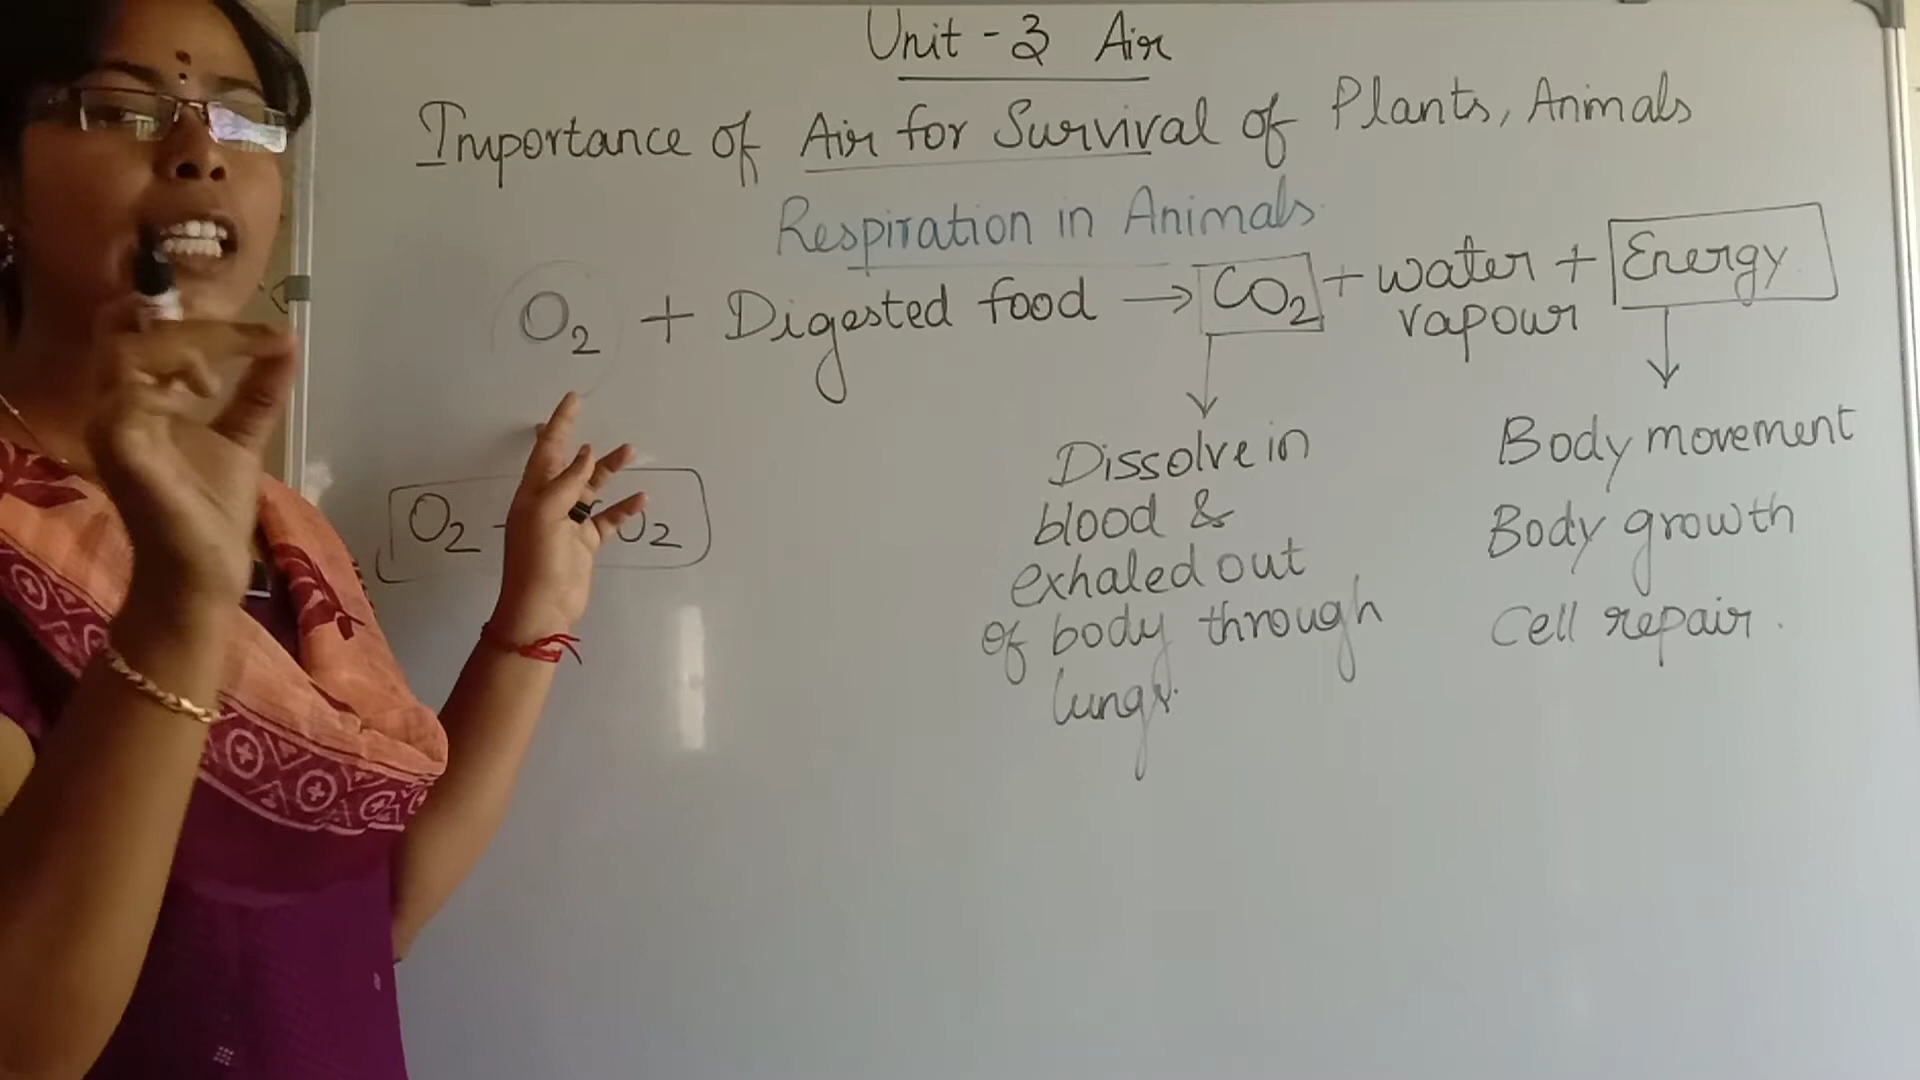 Unit - 3 Air
Importance of Air for Survival of Plants, Animals
Respiration in Animals.
O2 + Digested food → CO2 + water vapour + Energy
O2
O2
Dissolve in
blood &
exhaled out
of body through
lungs.
Body movement
Body growth
Cell repair.